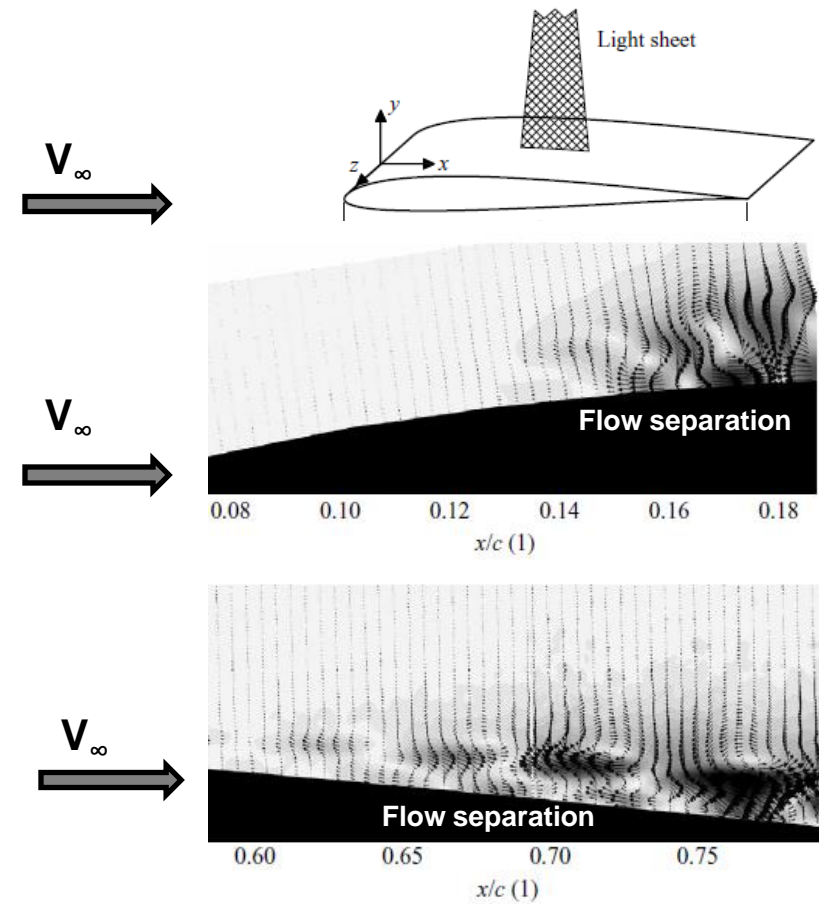 Light sheet
y
V∞
z
x
V∞
Flow separation
0.08 0.10 0.12 0.14 0.16 0.18
x/c (1)
V∞
Flow separation
0.60 0.65 0.70 0.75
x/c (1)